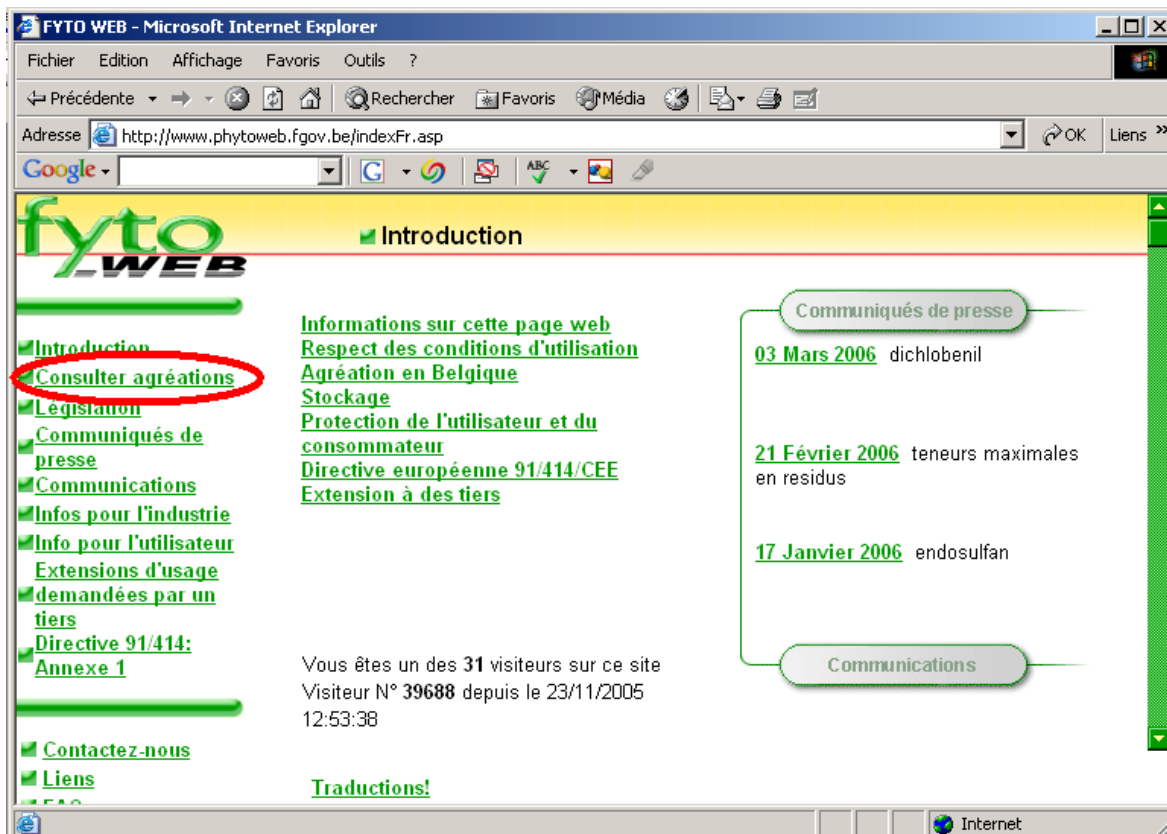 FYTO WEB - Microsoft Internet Explorer
Fichier Edition Affichage Favoris Outils ?
Précédente Rechercher Favoris Média
Adresse http://www.phytoweb.fgov.be/indexFr.asp OK Liens »
Google ABC
fyto
WEB
Introduction
Introduction
Consulter agréations
Législation
Communiqués de
presse
Communications
Infos pour l'industrie
Info pour l'utilisateur
Extensions d'usage
demandées par un
tiers
Directive 91/414:
Annexe 1
Contactez-nous
Liens
FAQ
Informations sur cette page web
Respect des conditions d'utilisation
Agréation en Belgique
Stockage
Protection de l'utilisateur et du
consommateur
Directive européenne 91/414/CEE
Extension à des tiers
Vous êtes un des 31 visiteurs sur ce site
Visiteur N° 39688 depuis le 23/11/2005
12:53:38
Traductions!
Communiqués de presse
03 Mars 2006 dichlobenil
21 Février 2006 teneurs maximales
en residus
17 Janvier 2006 endosulfan
Communications
Internet